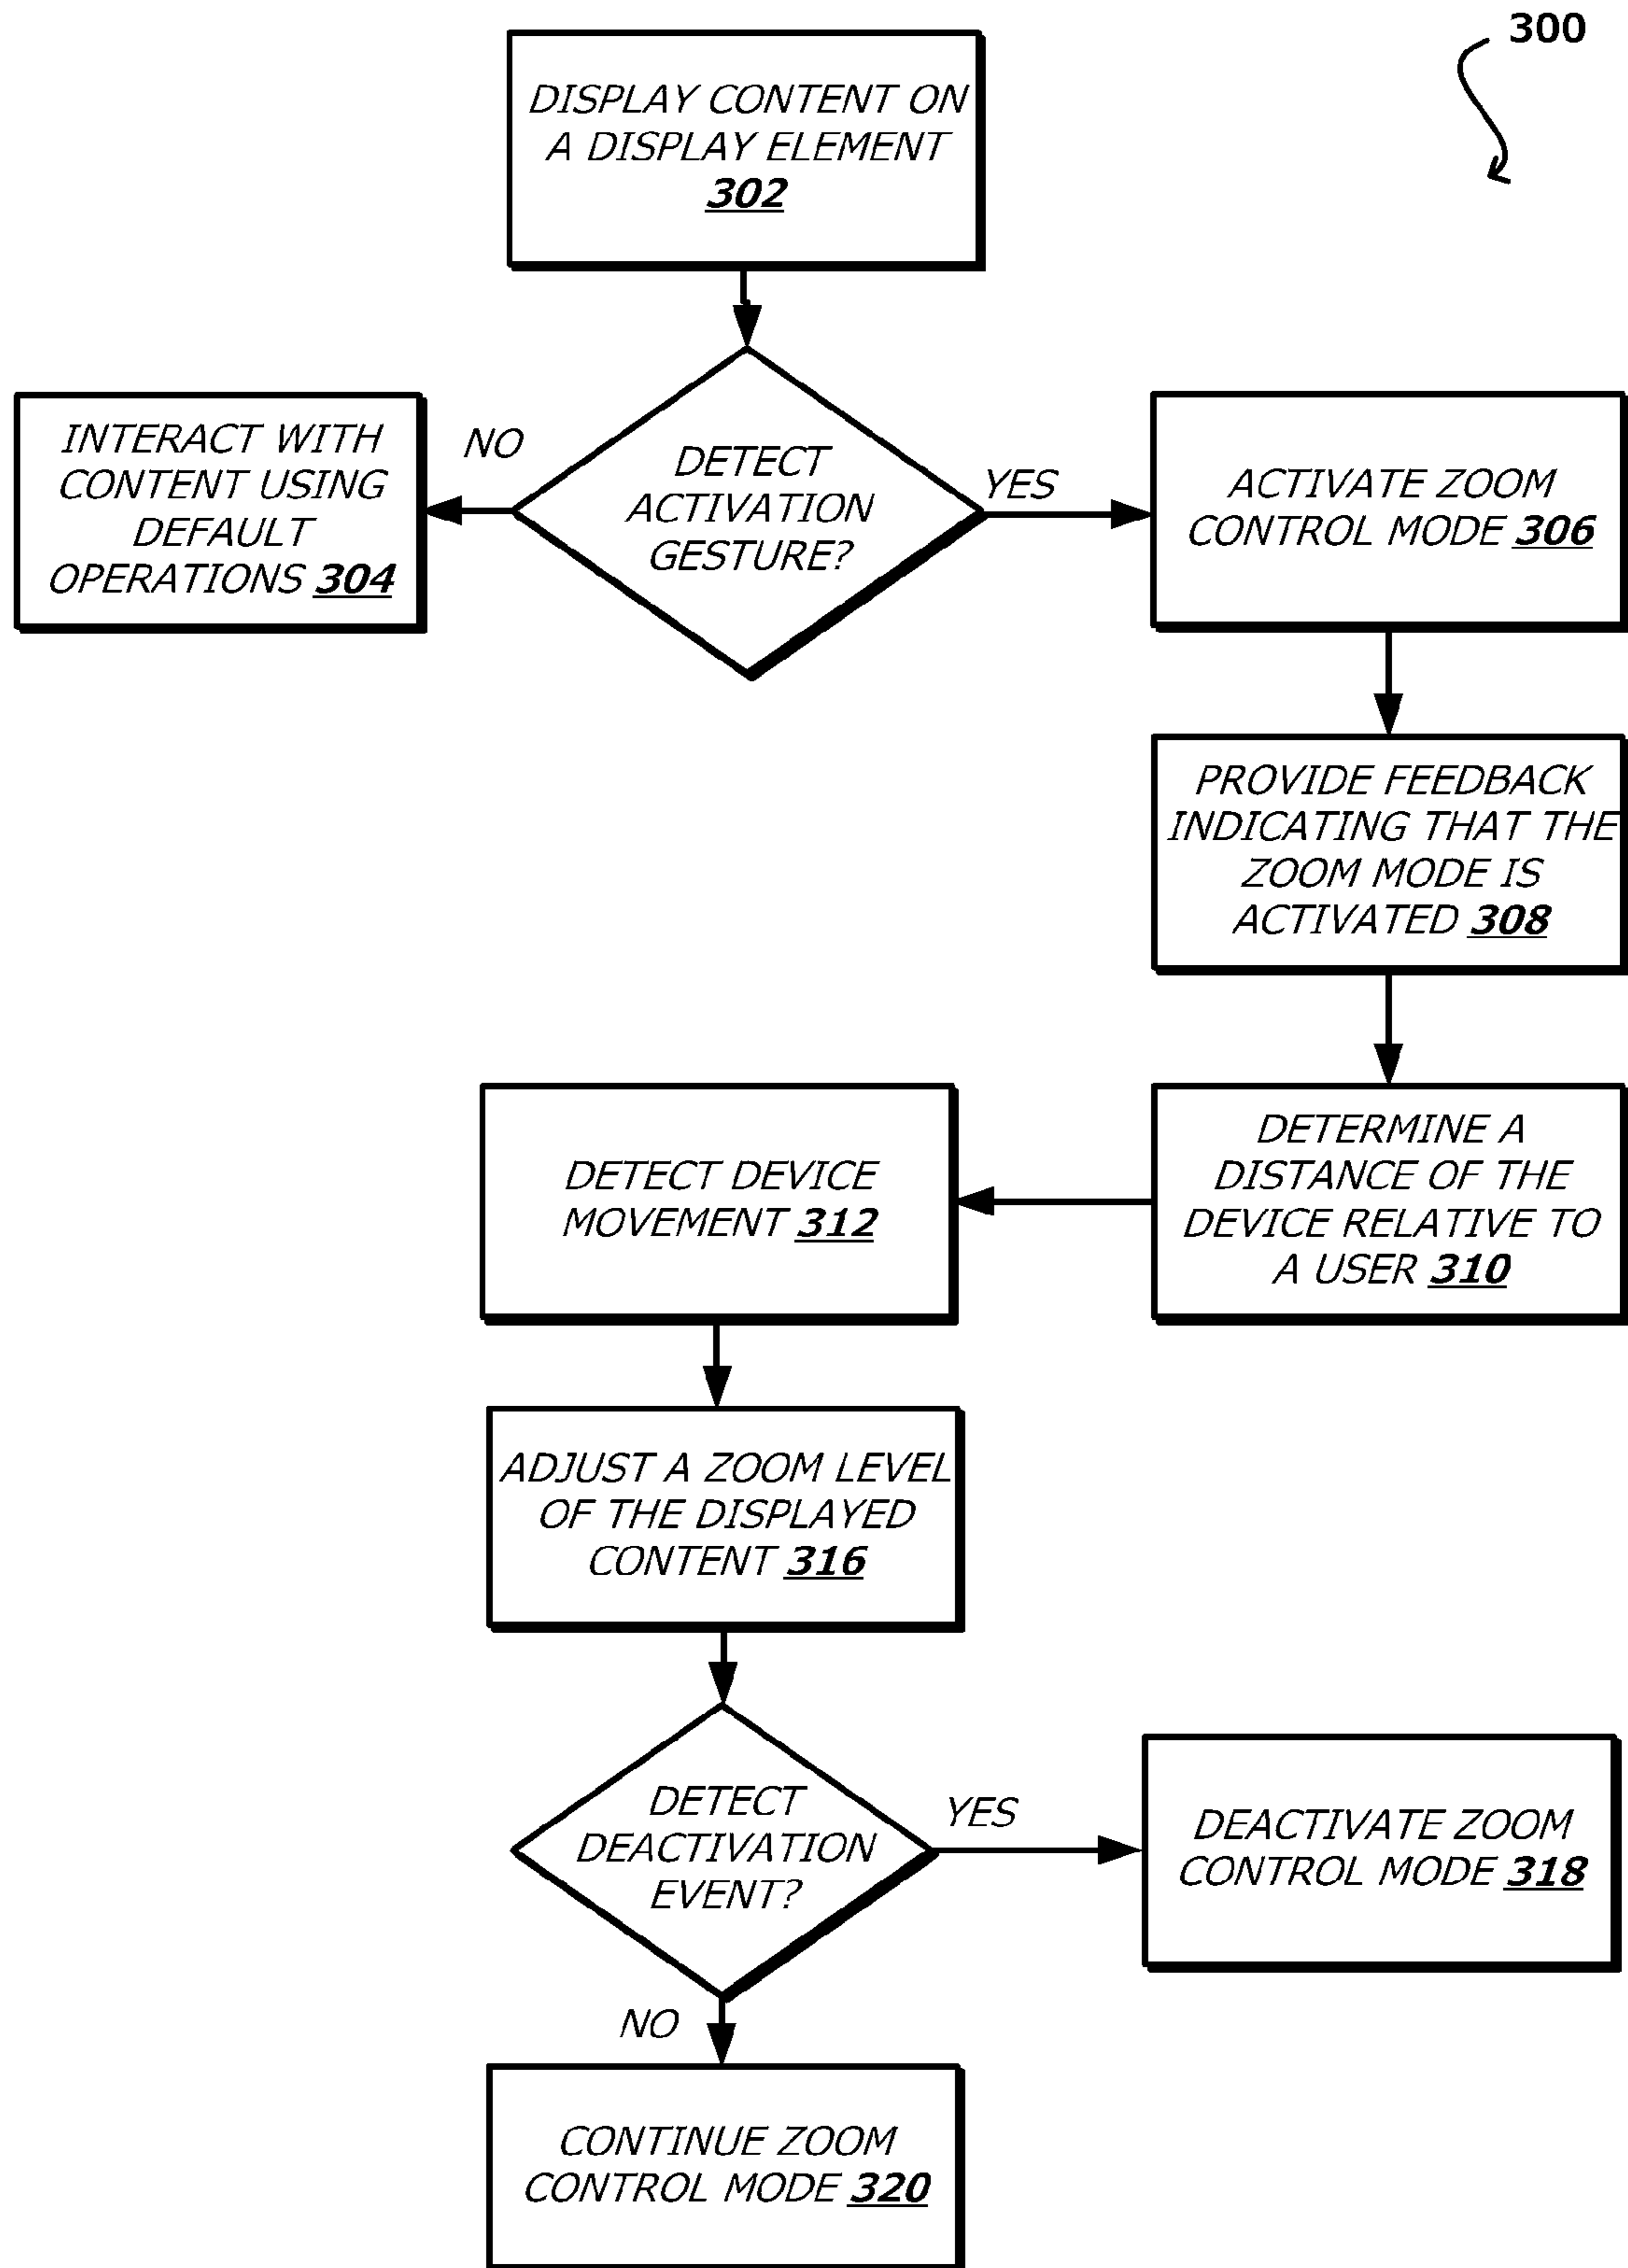 300
DISPLAY CONTENT ON
A DISPLAY ELEMENT
302
DETECT
ACTIVATION
GESTURE?
NO
INTERACT WITH
CONTENT USING
DEFAULT
OPERATIONS 304
YES
ACTIVATE ZOOM
CONTROL MODE 306
PROVIDE FEEDBACK
INDICATING THAT THE
ZOOM MODE IS
ACTIVATED 308
DETERMINE A
DISTANCE OF THE
DEVICE RELATIVE TO
A USER 310
DETECT DEVICE
MOVEMENT 312
ADJUST A ZOOM LEVEL
OF THE DISPLAYED
CONTENT 316
DETECT
DEACTIVATION
EVENT?
YES
DEACTIVATE ZOOM
CONTROL MODE 318
NO
CONTINUE ZOOM
CONTROL MODE 320